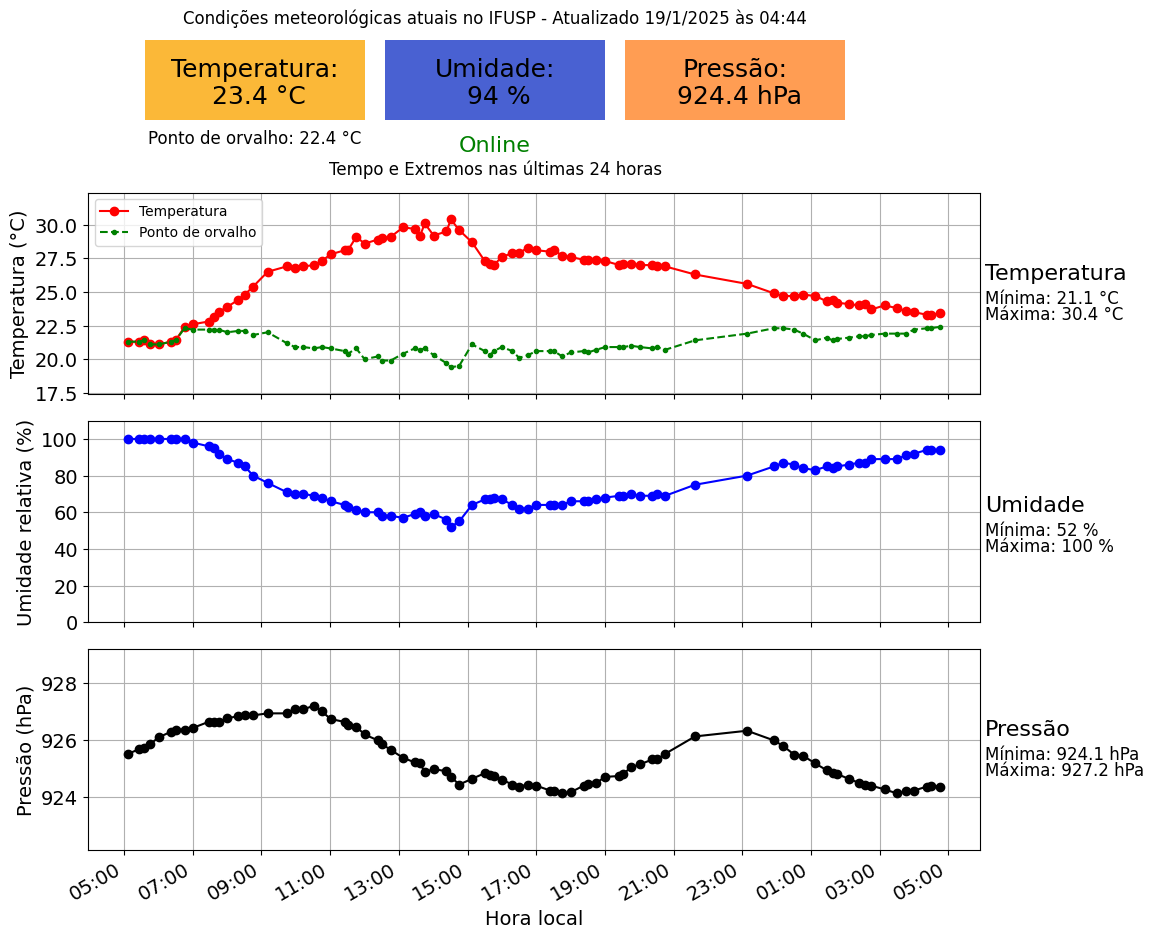 Condições meteorológicas atuais no IFUSP - Atualizado 19/1/2025 às 04:44
Temperatura:
23.4 °C
Umidade:
94 %
Pressão:
924.4 hPa
Ponto de orvalho: 22.4 °C
Online
Tempo e Extremos nas últimas 24 horas
Temperatura (°C)
30.0
27.5
25.0
22.5
20.0
17.5
Temperatura
Ponto de orvalho
Temperatura
Mínima: 21.1 °C
Máxima: 30.4 °C
Umidade relativa (%)
100
80
60
40
20
0
Umidade
Mínima: 52 %
Máxima: 100 %
Pressão (hPa)
928
926
924
Pressão
Mínima: 924.1 hPa
Máxima: 927.2 hPa
05:00 07:00 09:00 11:00 13:00 15:00 17:00 19:00 21:00 23:00 01:00 03:00 05:00
Hora local